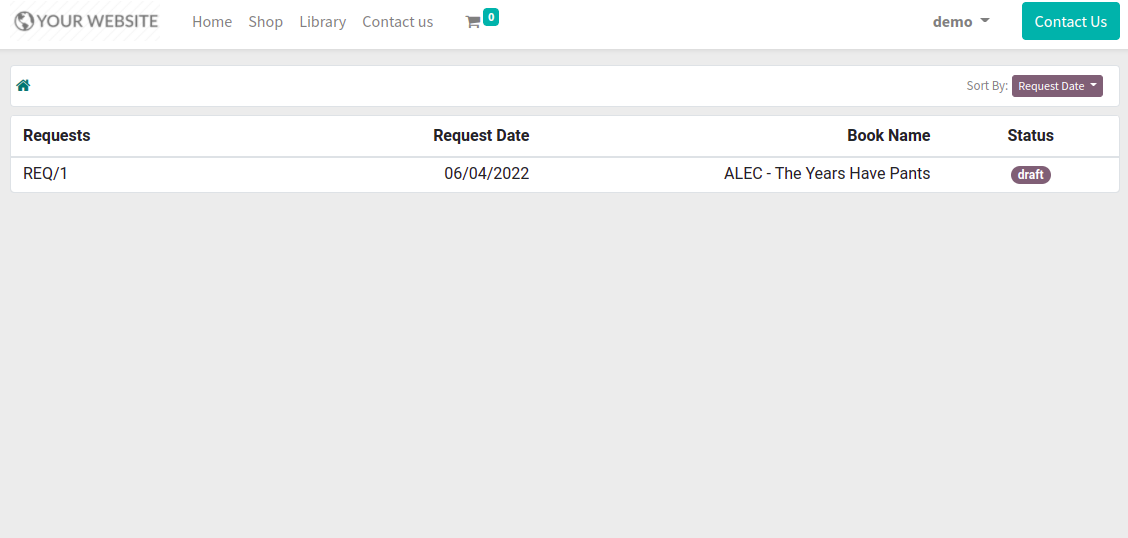 YOUR WEBSITE Home Shop Library Contact us 0 demo Contact Us
Sort By: Request Date
Requests Request Date Book Name Status
REQ/1 06/04/2022 ALEC - The Years Have Pants draft